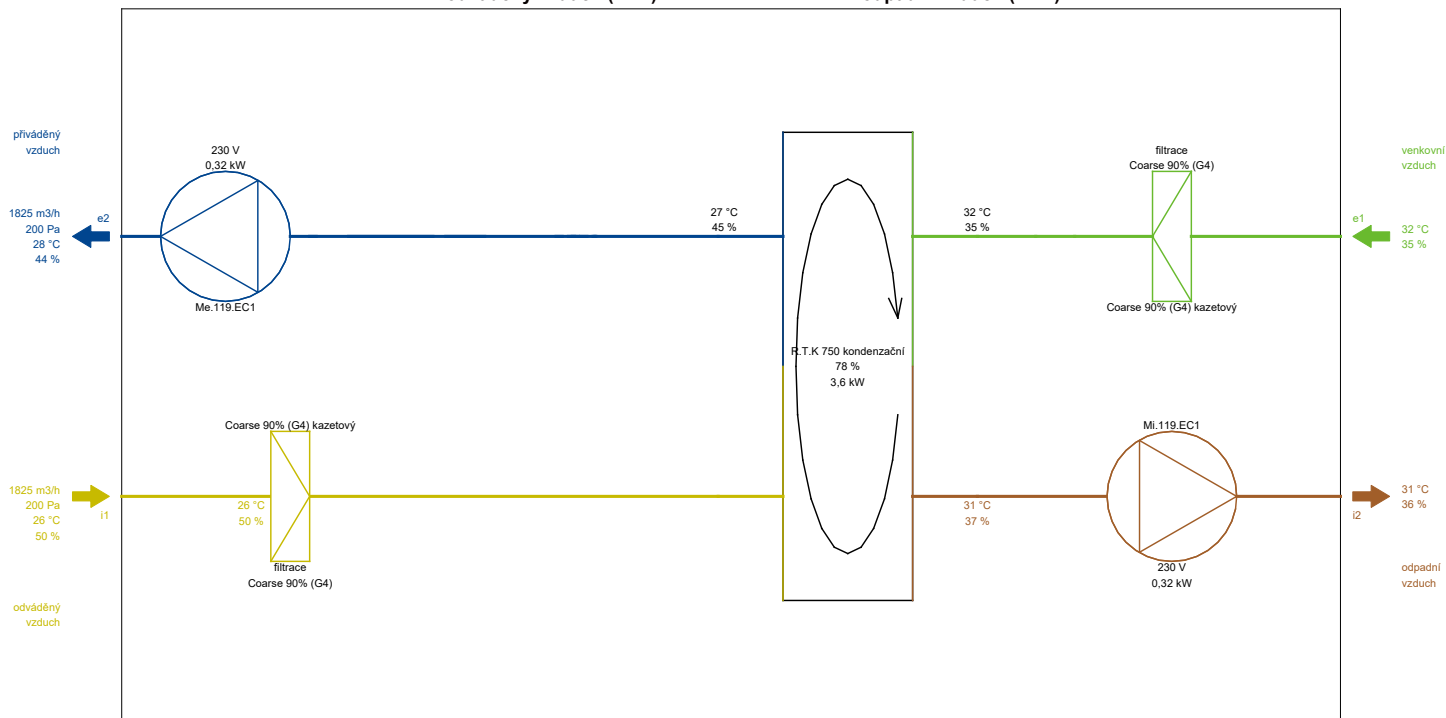 přiváděný
vzduch
1825 m3/h
200 Pa
28 °C
44 %
e2
230 V
0,32 kW
Me.119.EC1
27 °C
45 %
32 °C
35 %
filtrace
Coarse 90% (G4)
Coarse 90% (G4) kazetový
venkovní
vzduch
e1
32 °C
35 %
R.T.K 750 kondenzační
78 %
3,6 kW
1825 m3/h
200 Pa
26 °C
50 %
i1
odváděný
vzduch
Coarse 90% (G4) kazetový
26 °C
50 %
filtrace
Coarse 90% (G4)
31 °C
37 %
Mi.119.EC1
230 V
0,32 kW
31 °C
36 %
i2
odpadní
vzduch